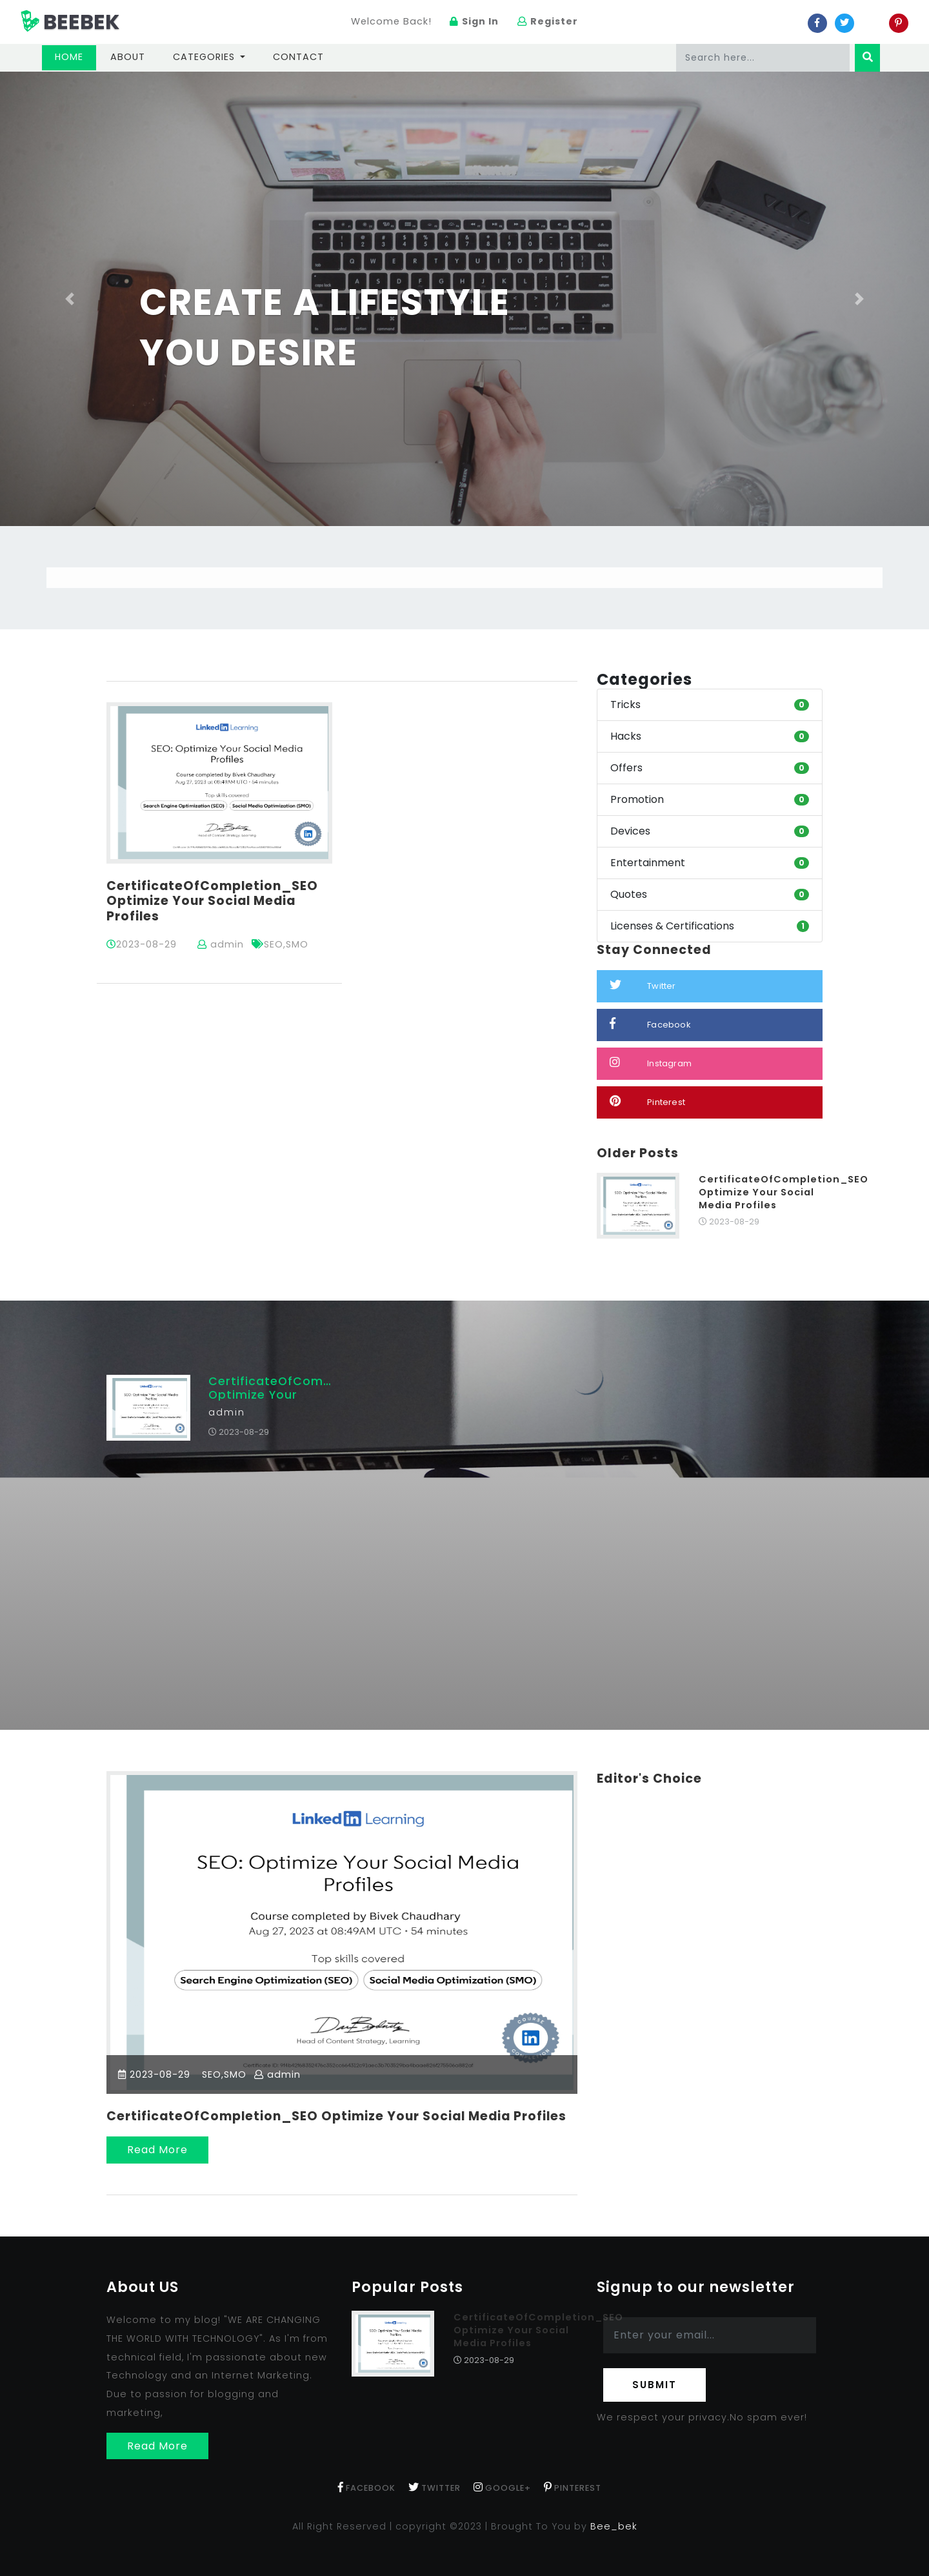 BEEBEK
Welcome Back! Sign In Register
HOME ABOUT CATEGORIES CONTACT
Search here...
CREATE A LIFESTYLE
YOU DESIRE
Linked in Learning
SEO: Optimize Your Social Media
Profiles
Course completed by Bivek Chaudhary
Aug 27, 2023 at 08:49AM UTC • 54 minutes
Top skills covered
Search Engine Optimization (SEO) Social Media Optimization (SMO)
Head of Content Strategy, Learning
CertificateOfCompletion_SEO
Optimize Your Social Media
Profiles
2023-08-29 admin SEO,SMO
Categories
Tricks 0
Hacks 0
Offers 0
Promotion 0
Devices 0
Entertainment 0
Quotes 0
Licenses & Certifications 1
Stay Connected
Twitter
Facebook
Instagram
Pinterest
Older Posts
CertificateOfCompletion_SEO
Optimize Your Social
Media Profiles
2023-08-29
CertificateOfCom...
Optimize Your
admin
2023-08-29
Linked in Learning
SEO: Optimize Your Social Media
Profiles
Course completed by Bivek Chaudhary
Aug 27, 2023 at 08:49AM UTC • 54 minutes
Top skills covered
Search Engine Optimization (SEO) Social Media Optimization (SMO)
Head of Content Strategy, Learning
2023-08-29 SEO,SMO admin
CertificateOfCompletion_SEO Optimize Your Social Media Profiles
Read More
Editor's Choice
About US
Welcome to my blog! "WE ARE CHANGING
THE WORLD WITH TECHNOLOGY". As I'm from
technical field, I'm passionate about new
Technology and an Internet Marketing.
Due to passion for blogging and
marketing,
Read More
Popular Posts
CertificateOfCompletion_SEO
Optimize Your Social
Media Profiles
2023-08-29
Signup to our newsletter
Enter your email...
SUBMIT
We respect your privacy.No spam ever!
FACEBOOK TWITTER GOOGLE+ PINTEREST
All Right Reserved | copyright ©2023 | Brought To You by Bee_bek